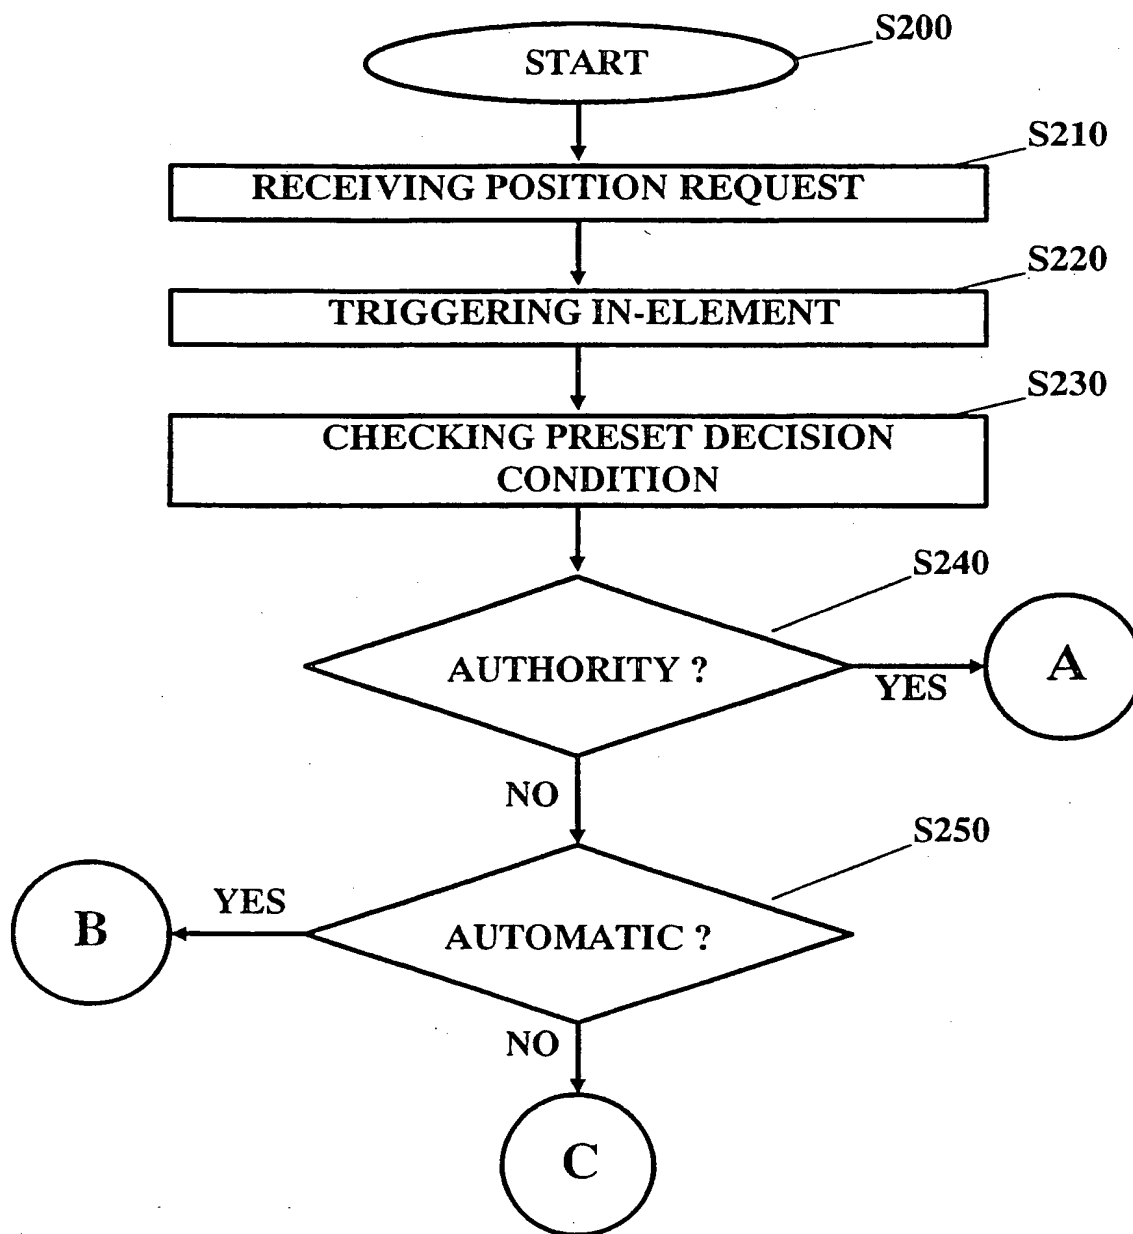 S200
START
S210
RECEIVING POSITION REQUEST
S220
TRIGGERING IN-ELEMENT
S230
CHECKING PRESET DECISION
CONDITION
S240
AUTHORITY ?
YES
A
NO
S250
AUTOMATIC ?
YES
B
NO
C